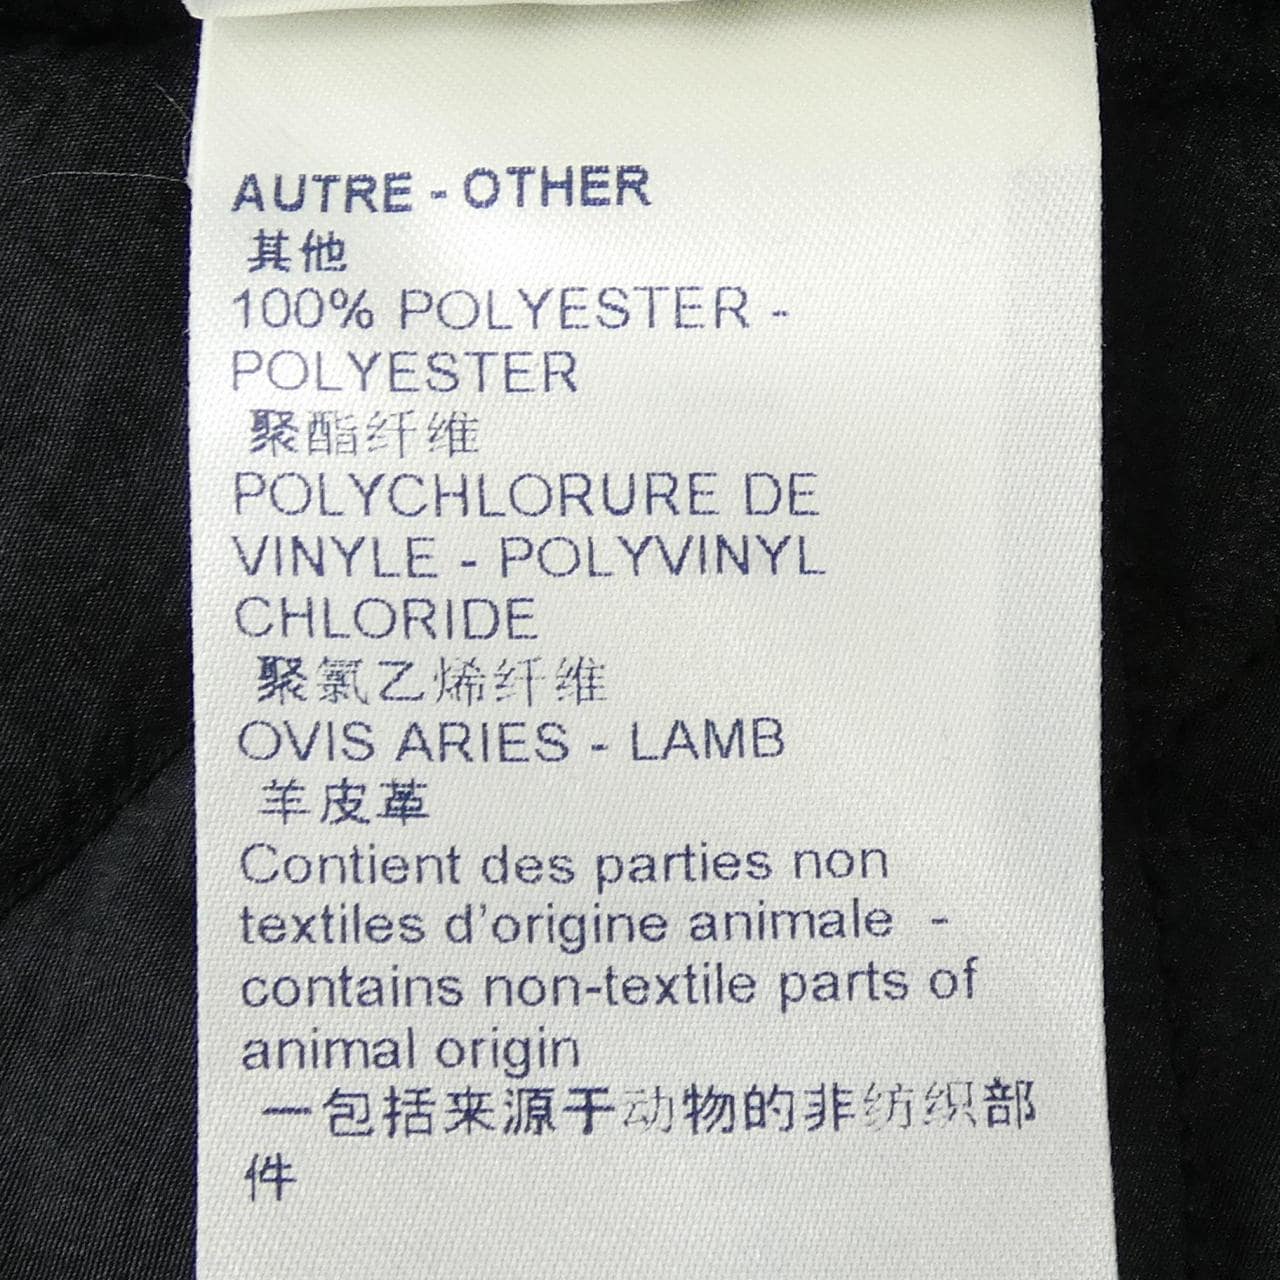 AUTRE - OTHER
其他
100% POLYESTER -
POLYESTER
聚酯纤维
POLYCHLORURE DE
VINYLE - POLYVINYL
CHLORIDE
聚氯乙烯纤维
OVIS ARIES - LAMB
羊皮革
Contient des parties non
textiles d'origine animale -
contains non-textile parts of
animal origin
一包括来源于动物的非纺织部
件